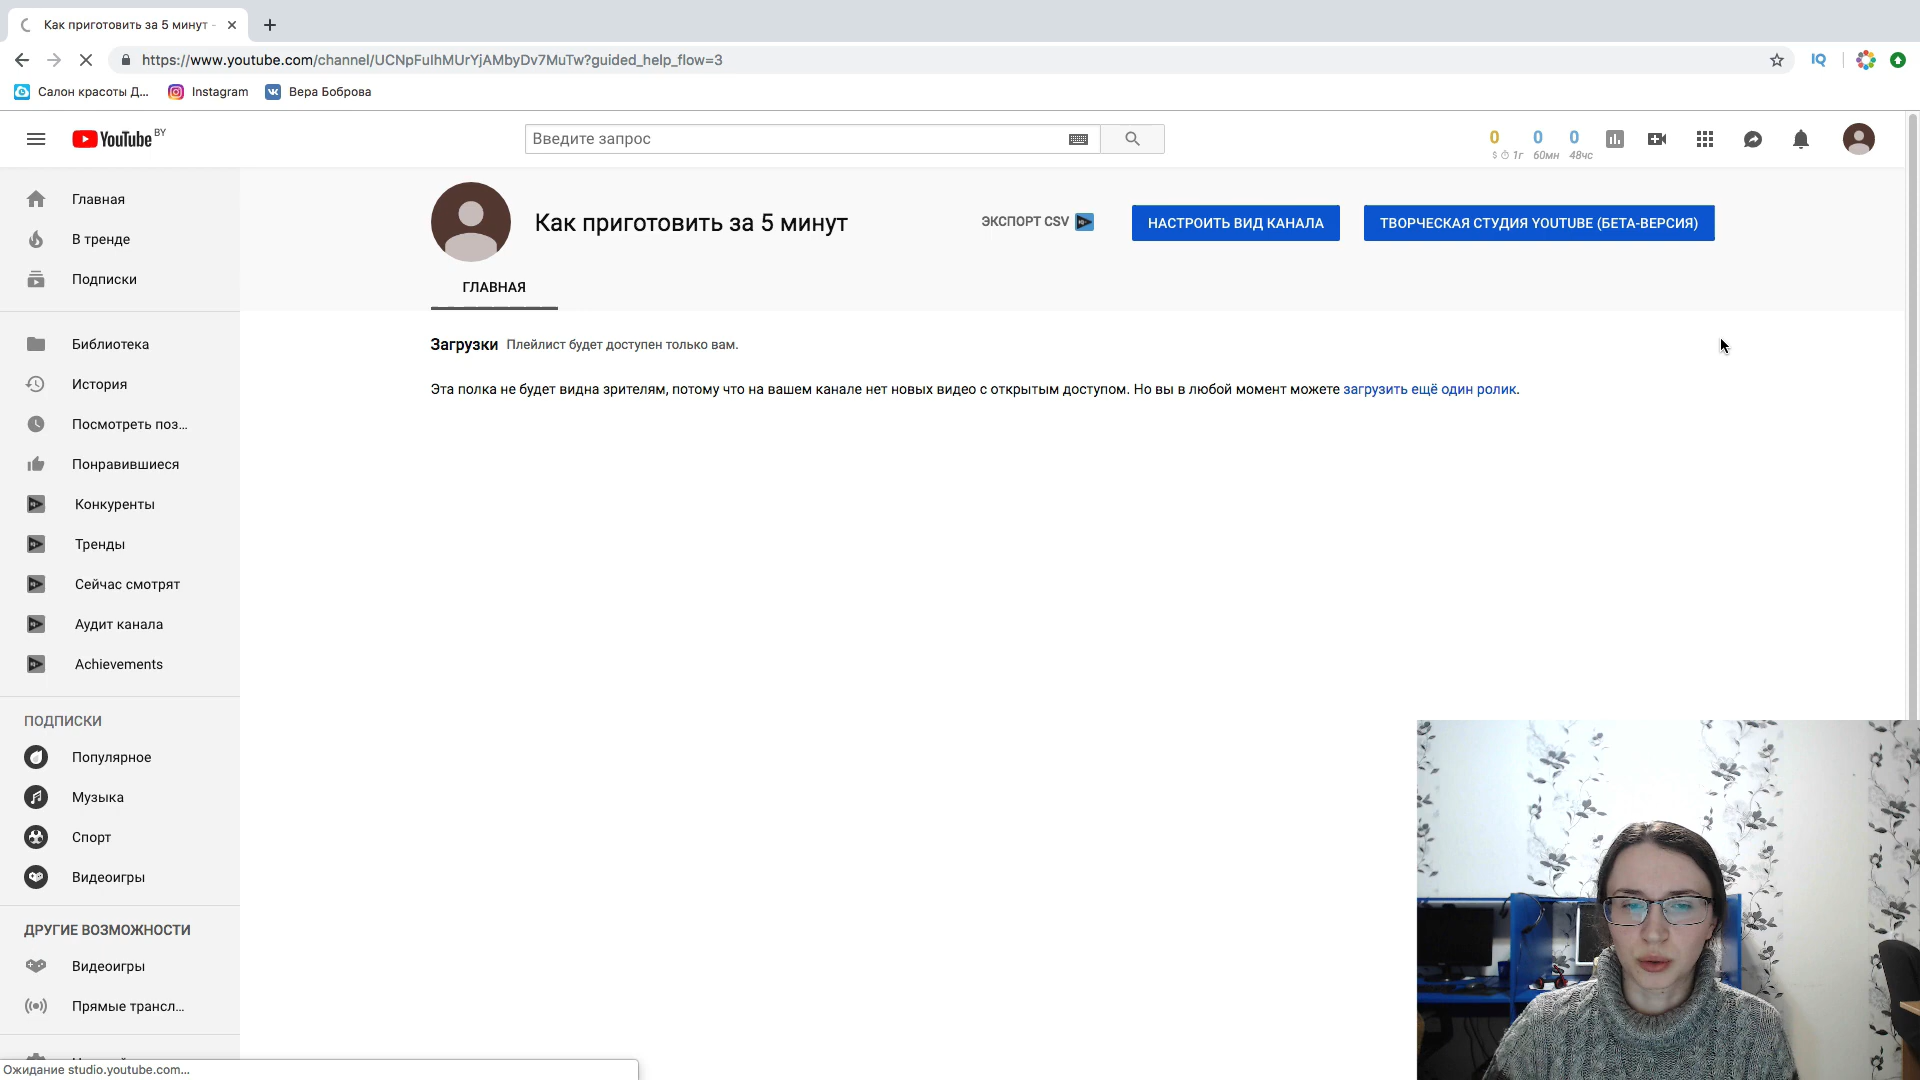 Как приготовить за 5 минут -
https://www.youtube.com/channel/UCNpFulhMUrYjAMbyDv7MuTw?guided_help_flow=3
IQ
Салон красоты Д...
Instagram
Вера Боброва
YouTube BY
Введите запрос
0 0 0
$ 1г 60мн 48чс
Главная
В тренде
Подписки
Библиотека
История
Посмотреть поз...
Понравившиеся
Конкуренты
Тренды
Сейчас смотрят
Аудит канала
Achievements
ПОДПИСКИ
Популярное
Музыка
Спорт
Видеоигры
ДРУГИЕ ВОЗМОЖНОСТИ
Видеоигры
Прямые трансл...
Как приготовить за 5 минут
ЭКСПОРТ CSV
НАСТРОИТЬ ВИД КАНАЛА
ТВОРЧЕСКАЯ СТУДИЯ YOUTUBE (БЕТА-ВЕРСИЯ)
ГЛАВНАЯ
Загрузки Плейлист будет доступен только вам.
Эта полка не будет видна зрителям, потому что на вашем канале нет новых видео с открытым доступом. Но вы в любой момент можете загрузить ещё один ролик.
Ожидание studio.youtube.com...